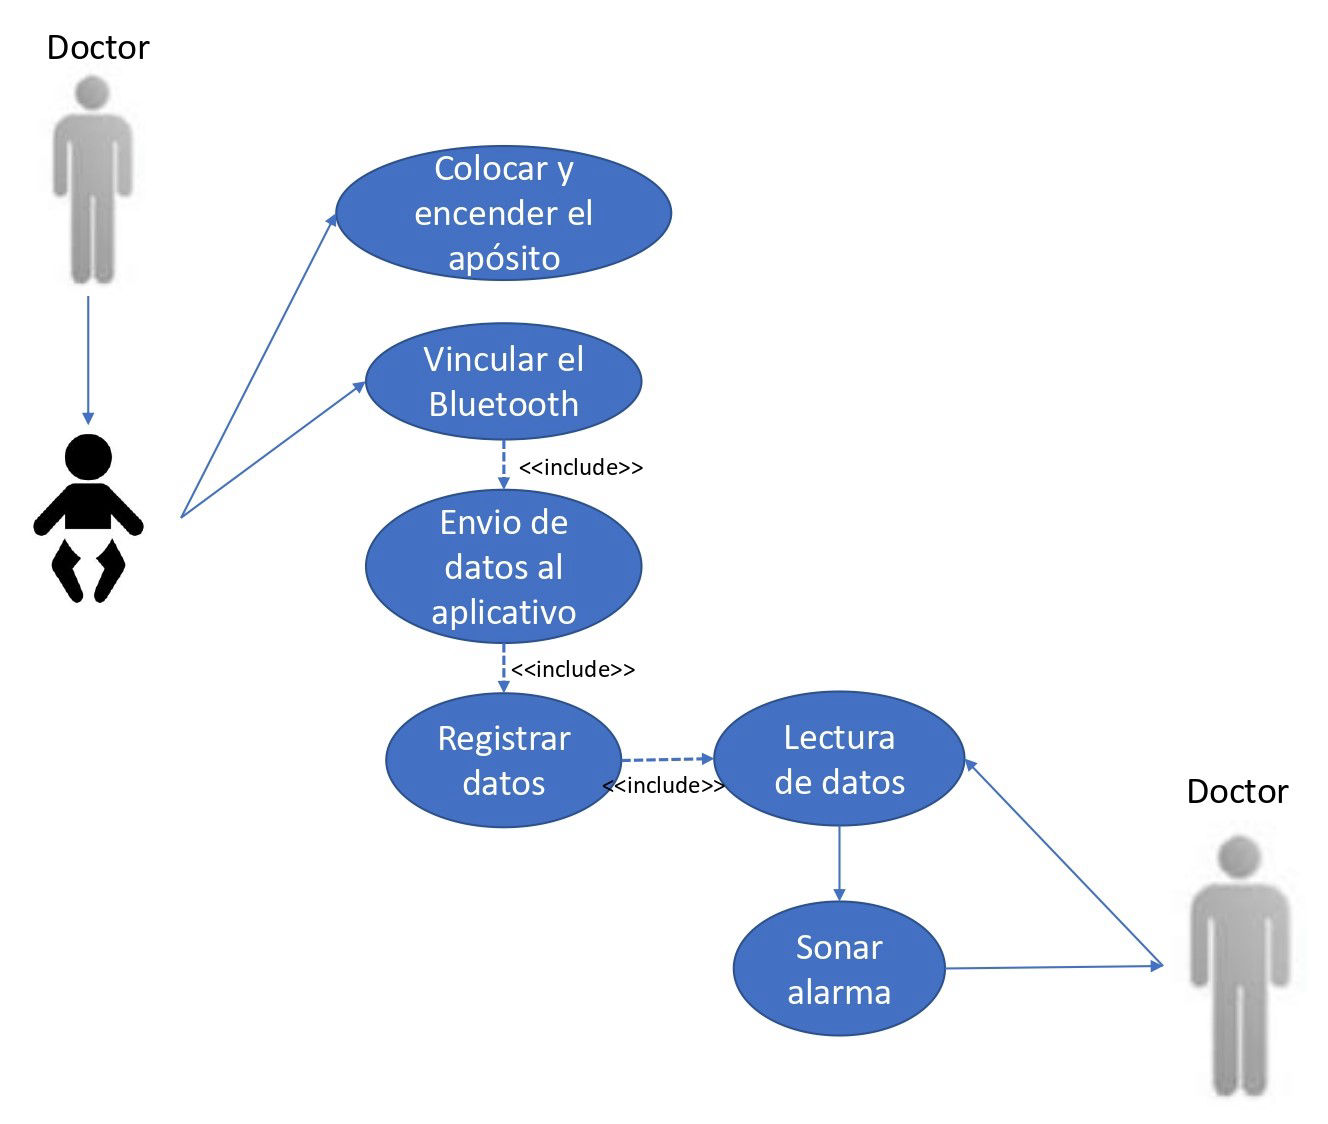 Doctor
Colocar y
encender el
apósito
Vincular el
Bluetooth
<<include>>
Envio de
datos al
aplicativo
<<include>>
Registrar
datos
<<include>>
Lectura
de datos
Doctor
Sonar
alarma